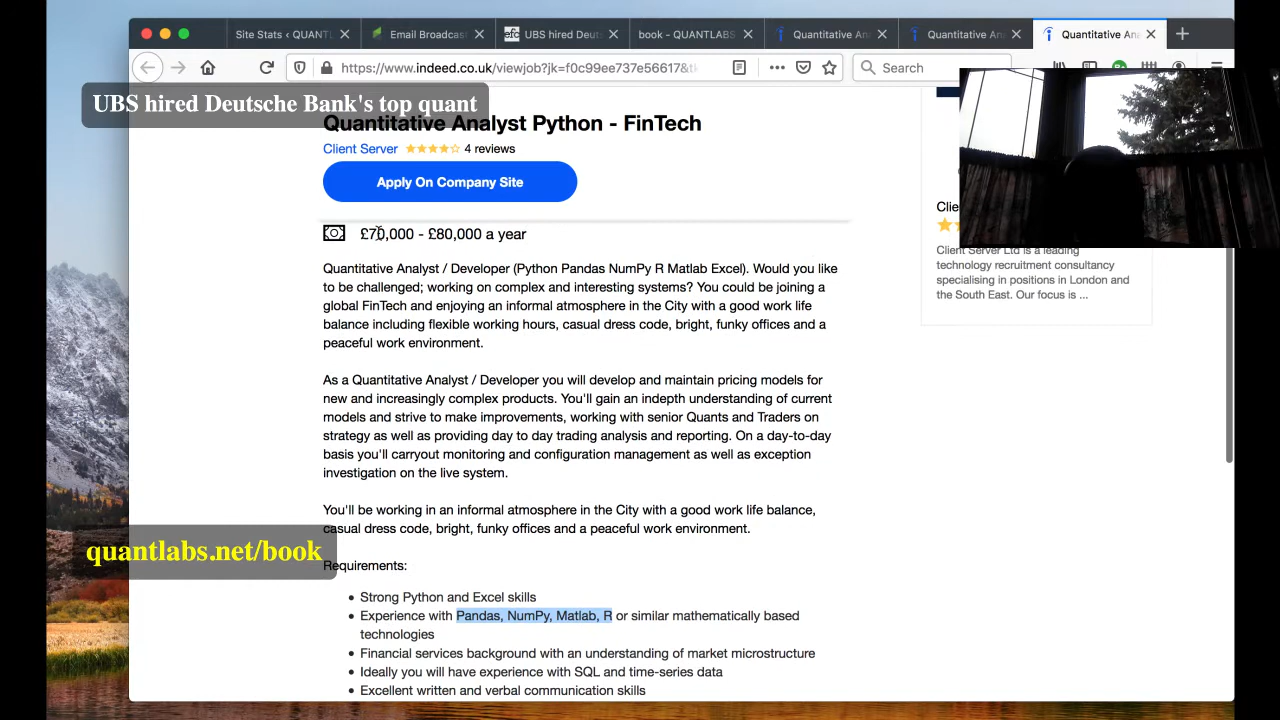 Site Stats ‹ QUANTL
Email Broadcas
efc UBS hired Deuts
book - QUANTLABS
Quantitative An
Quantitative An
Quantitative An
https://www.indeed.co.uk/viewjob?jk=f0c99ee737e56617&t
Search
UBS hired Deutsche Bank's top quant
Quantitative Analyst Python - FinTech
Client Server 4 reviews
Apply On Company Site
£70,000 - £80,000 a year
Quantitative Analyst / Developer (Python Pandas NumPy R Matlab Excel). Would you like
to be challenged; working on complex and interesting systems? You could be joining a
global FinTech and enjoying an informal atmosphere in the City with a good work life
balance including flexible working hours, casual dress code, bright, funky offices and a
peaceful work environment.
As a Quantitative Analyst / Developer you will develop and maintain pricing models for
new and increasingly complex products. You'll gain an indepth understanding of current
models and strive to make improvements, working with senior Quants and Traders on
strategy as well as providing day to day trading analysis and reporting. On a day-to-day
basis you'll carryout monitoring and configuration management as well as exception
investigation on the live system.
You'll be working in an informal atmosphere in the City with a good work life balance,
casual dress code, bright, funky offices and a peaceful work environment.
quantlabs.net/book
Requirements:
• Strong Python and Excel skills
• Experience with Pandas, NumPy, Matlab, R or similar mathematically based
technologies
• Financial services background with an understanding of market microstructure
• Ideally you will have experience with SQL and time-series data
• Excellent written and verbal communication skills
Clie
Client Server Ltd is a leading
technology recruitment consultancy
specialising in positions in London and
the South East. Our focus is ...